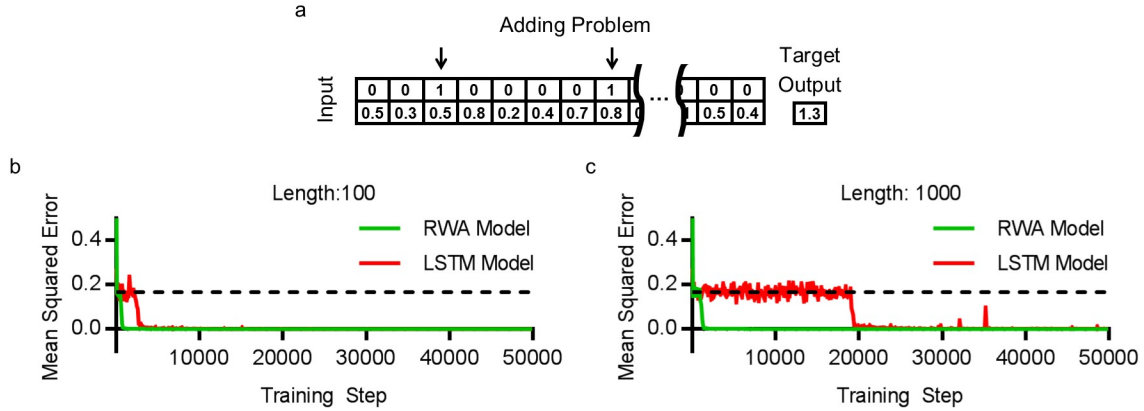 a
Adding Problem
Target
Output
Input
0 0 1 0 0 0 0 1 ... 0 0
0.5 0.3 0.5 0.8 0.2 0.4 0.7 0.8 0.5 0.4
1.3
b
Length:100
Mean Squared Error
0.4
0.2
0.0
RWA Model
LSTM Model
10000 20000 30000 40000 50000
Training Step
c
Length: 1000
Mean Squared Error
0.4
0.2
0.0
RWA Model
LSTM Model
10000 20000 30000 40000 50000
Training Step